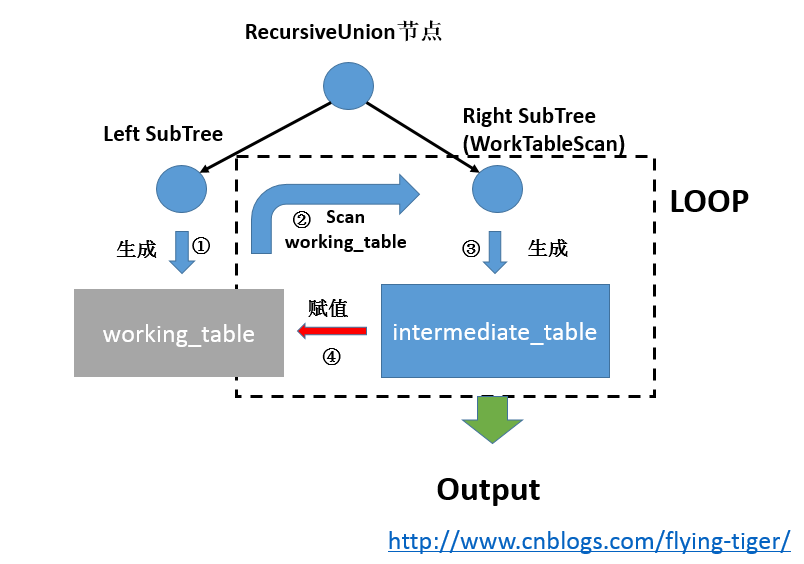 RecursiveUnion节点
Left SubTree
Right SubTree
(WorkTableScan)
LOOP
② Scan
working_table
生成 ①
③ 生成
working_table
赋值
④
intermediate_table
Output
http://www.cnblogs.com/flying-tiger/